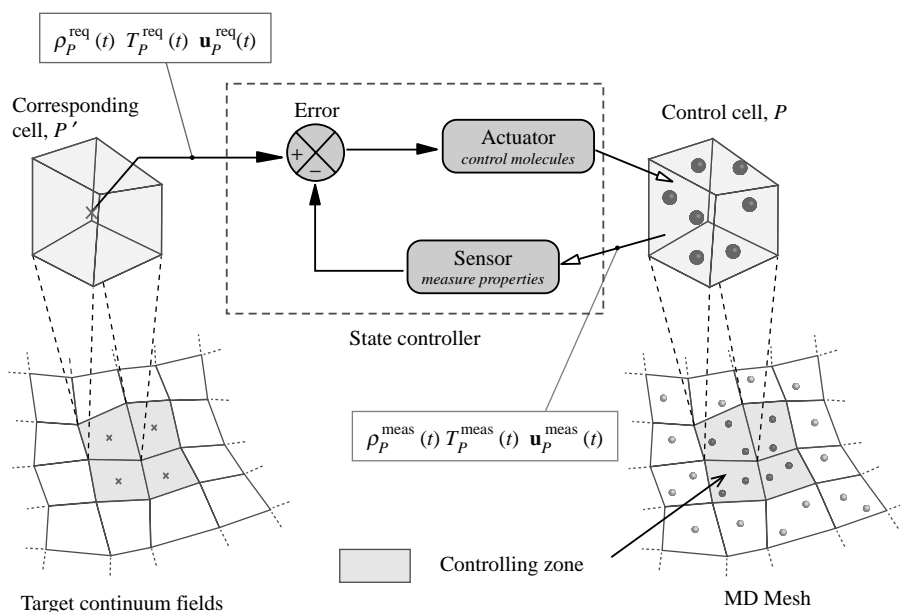 ρ_P^req (t) T_P^req (t) u_P^req(t)
Corresponding
cell, P′
Error
+
−
Actuator
control molecules
Control cell, P
Sensor
measure properties
State controller
ρ_P^meas (t) T_P^meas (t) u_P^meas (t)
Controlling zone
Target continuum fields
MD Mesh